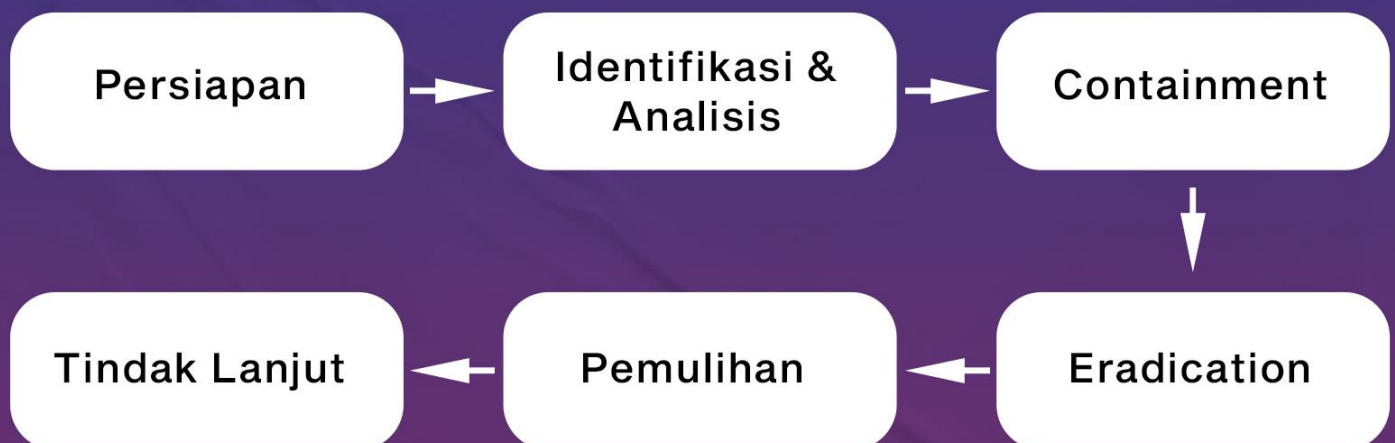 Persiapan
Identifikasi &
Analisis
Containment
Eradication
Pemulihan
Tindak Lanjut